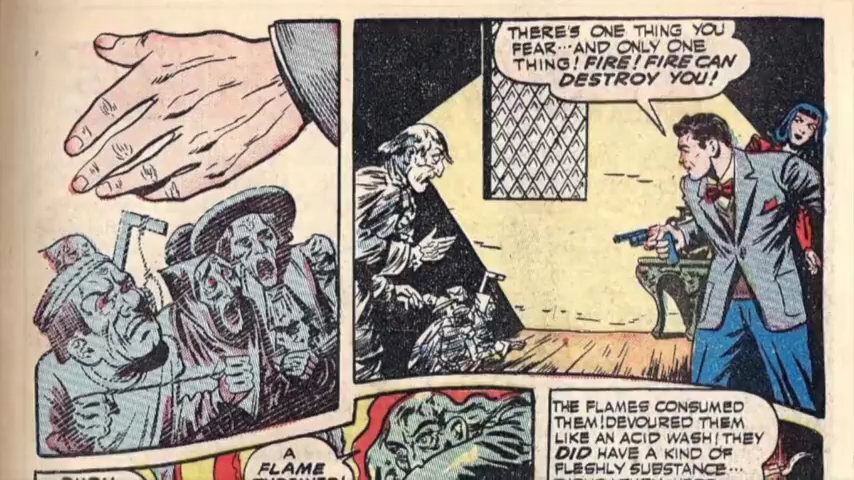 THERE'S ONE THING YOU
FEAR...AND ONLY ONE
THING! FIRE! FIRE CAN
DESTROY YOU!
A
FLAME
THE FLAMES CONSUMED
THEM! DEVOURED THEM
LIKE AN ACID WASH! THEY
DID HAVE A KIND OF
FLESHLY SUBSTANCE...